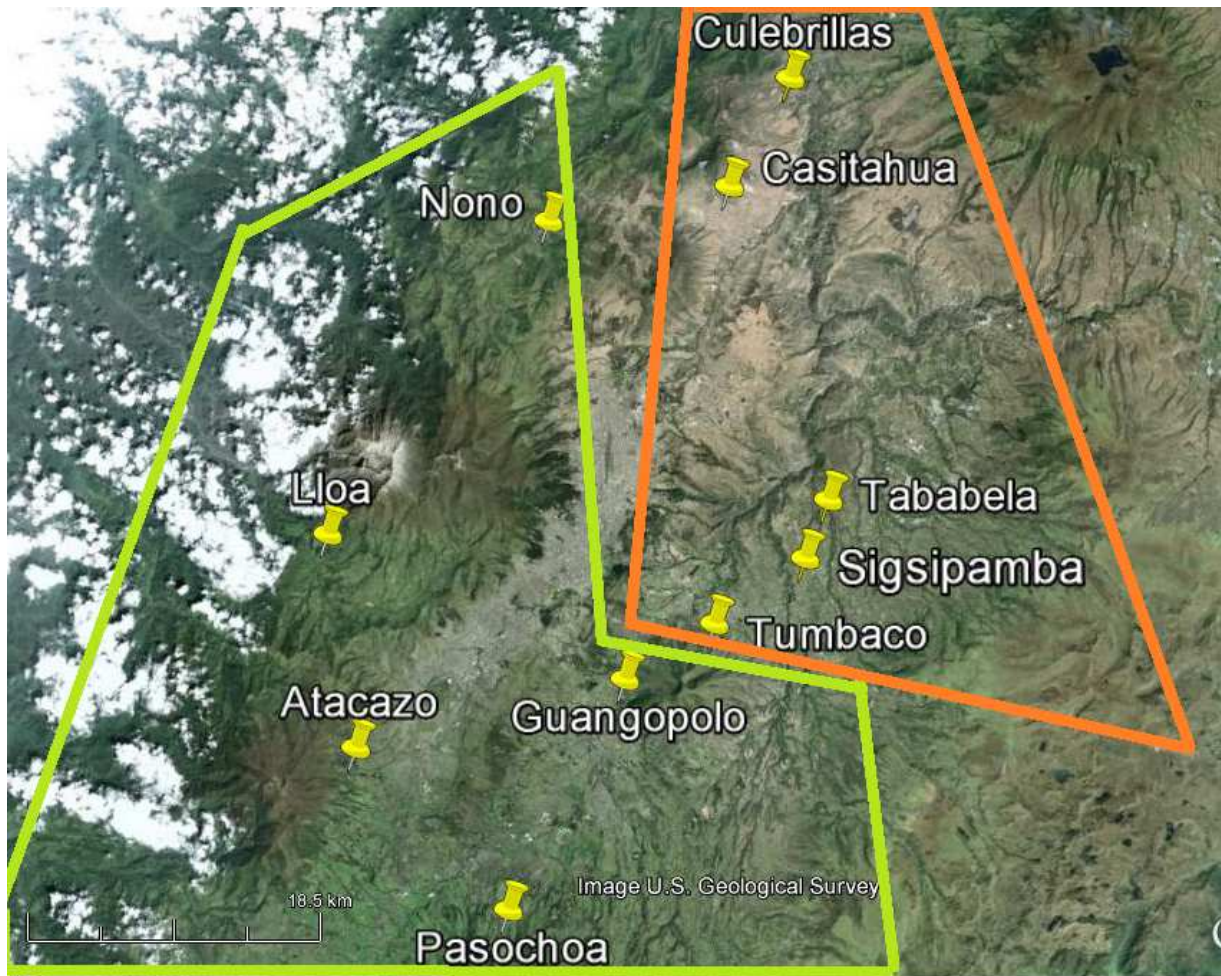 Culebrillas
Casitahua
Nono
Lloa
Tababela
Sigsipamba
Tumbaco
Atacazo
Guangopolo
Image U.S. Geological Survey
18.5 km
Pasochoa